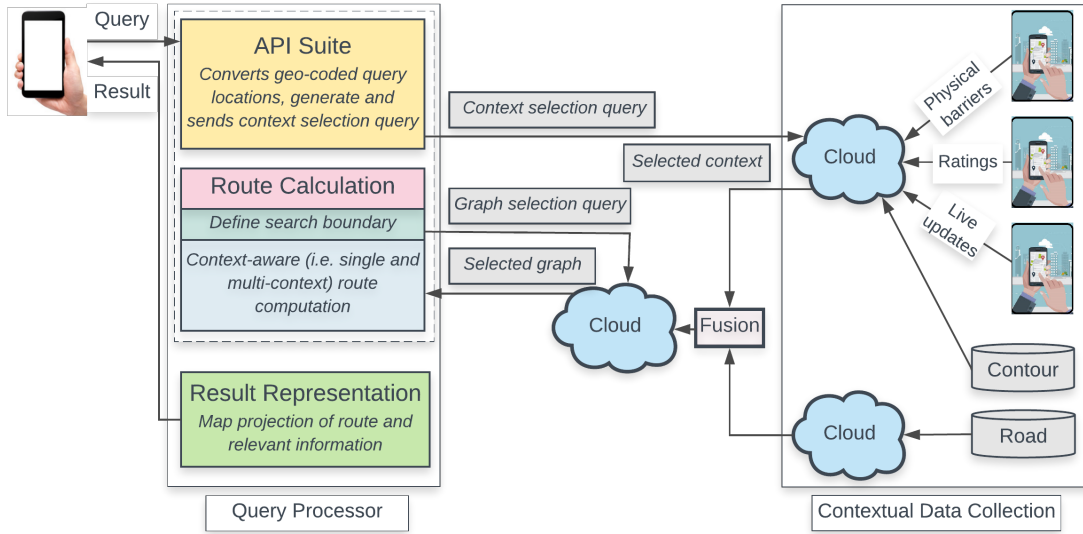 Query
Result
API Suite
Converts geo-coded query
locations, generate and
sends context selection query
Route Calculation
Define search boundary
Context-aware (i.e. single and
multi-context) route
computation
Result Representation
Map projection of route and
relevant information
Query Processor
Context selection query
Selected context
Graph selection query
Selected graph
Cloud
Fusion
Cloud
Physical
barriers
Ratings
Live
updates
Contour
Cloud
Road
Contextual Data Collection